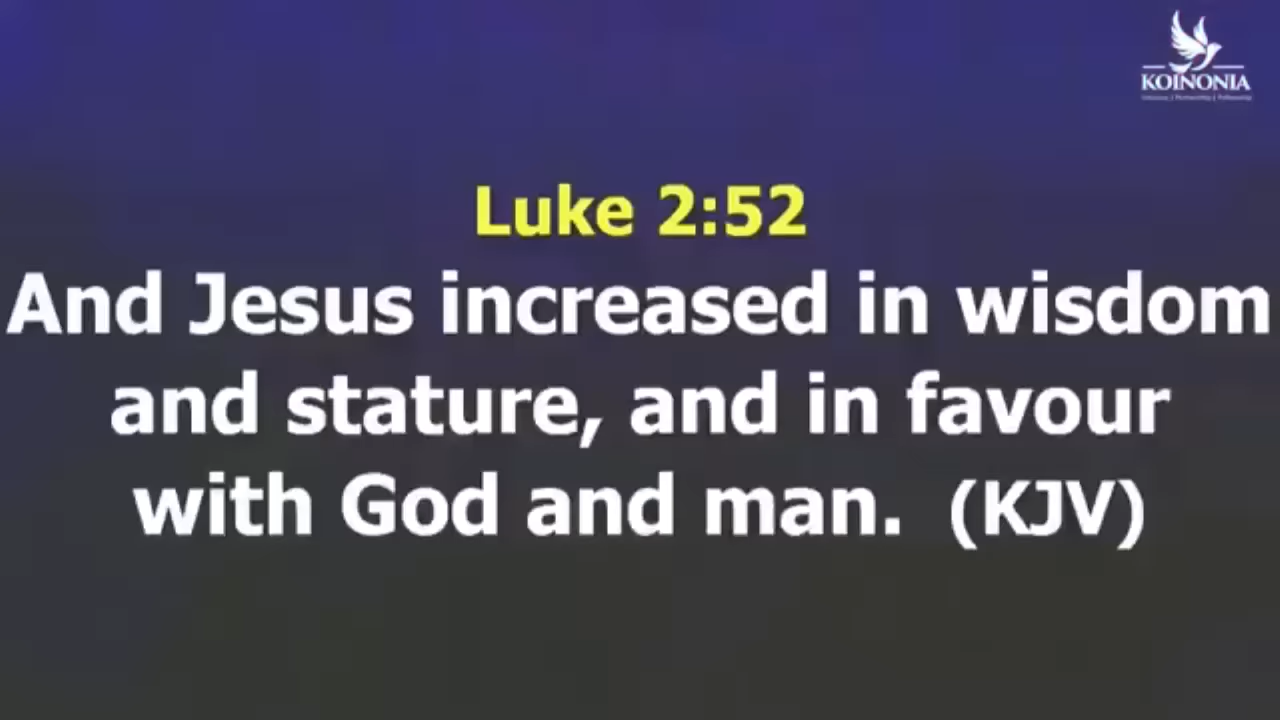 KOINONIA
Luke 2:52
And Jesus increased in wisdom
and stature, and in favour
with God and man. (KJV)